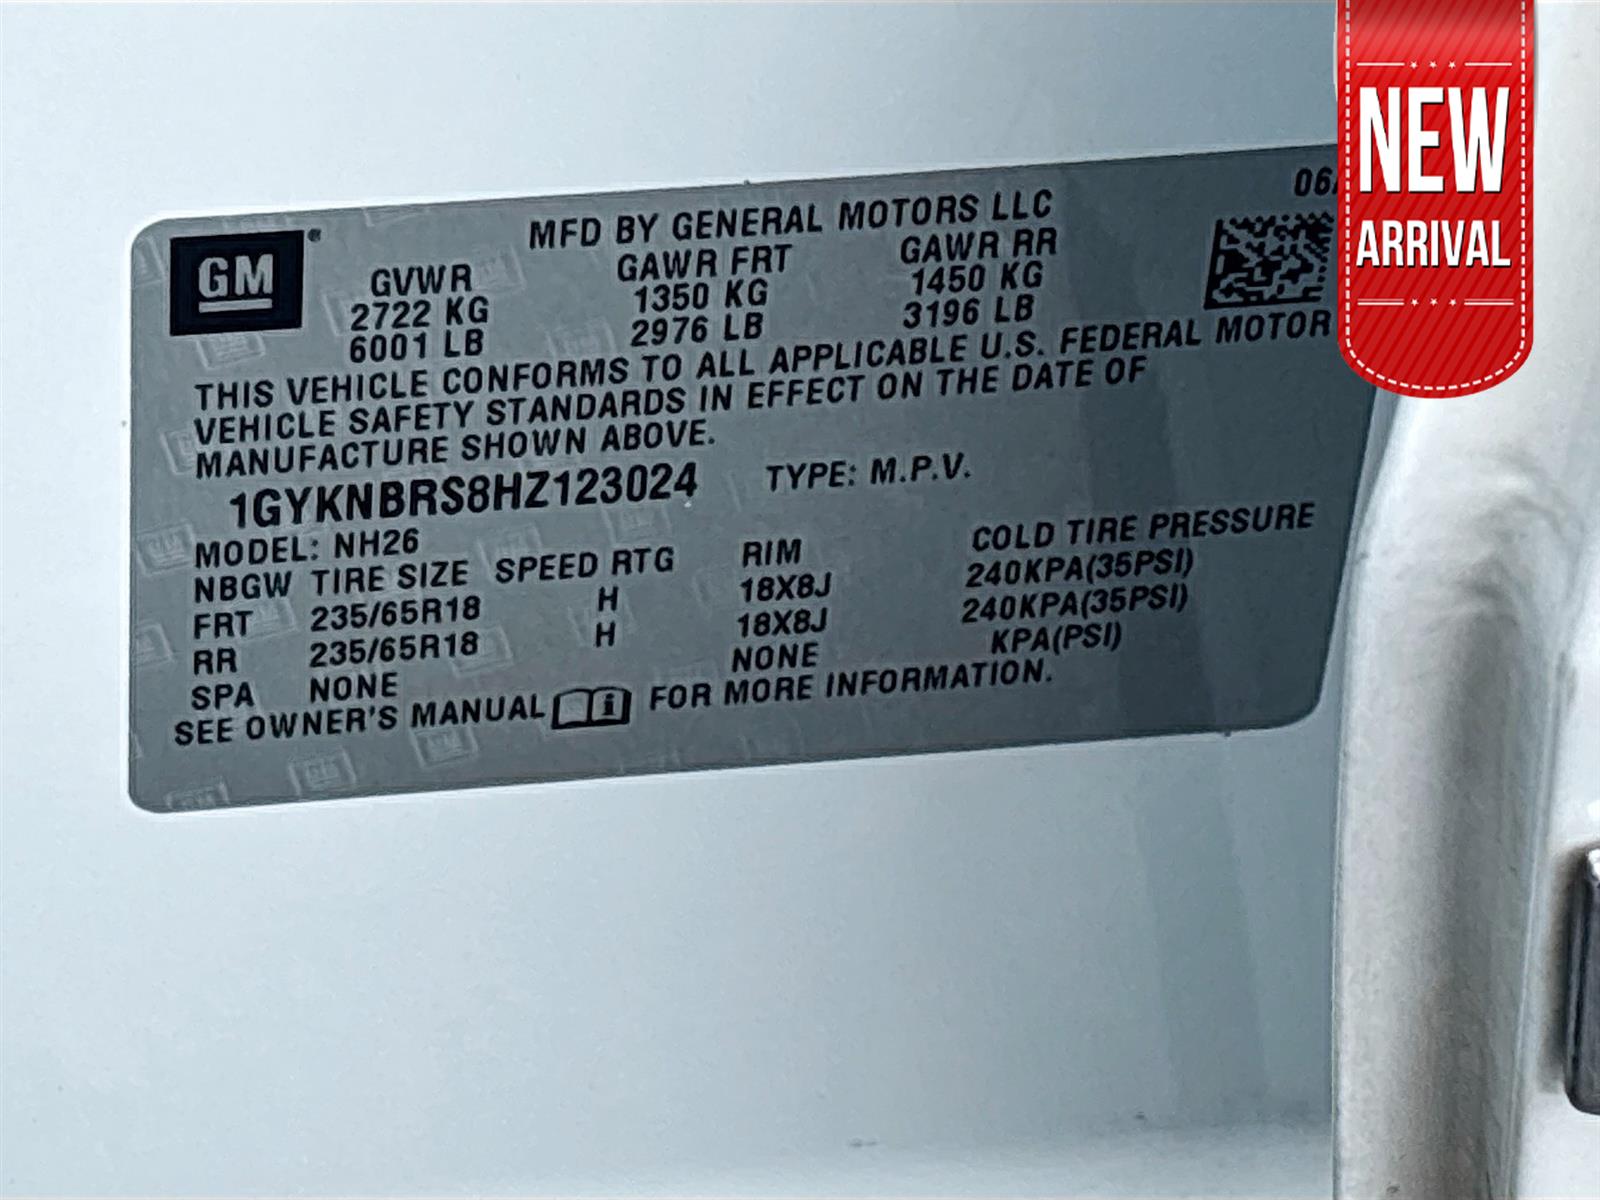 NEW
ARRIVAL
GM
MFD BY GENERAL MOTORS LLC
GVWR GAWR FRT GAWR RR
2722 KG 1350 KG 1450 KG
6001 LB 2976 LB 3196 LB
THIS VEHICLE CONFORMS TO ALL APPLICABLE U.S. FEDERAL MOTOR
VEHICLE SAFETY STANDARDS IN EFFECT ON THE DATE OF
MANUFACTURE SHOWN ABOVE.
1GYKNBRS8HZ123024 TYPE: M.P.V.
MODEL: NH26
NBGW TIRE SIZE SPEED RTG RIM COLD TIRE PRESSURE
FRT 235/65R18 H 18X8J 240KPA(35PSI)
RR 235/65R18 H 18X8J 240KPA(35PSI)
SPA NONE NONE KPA(PSI)
SEE OWNER'S MANUAL i FOR MORE INFORMATION.